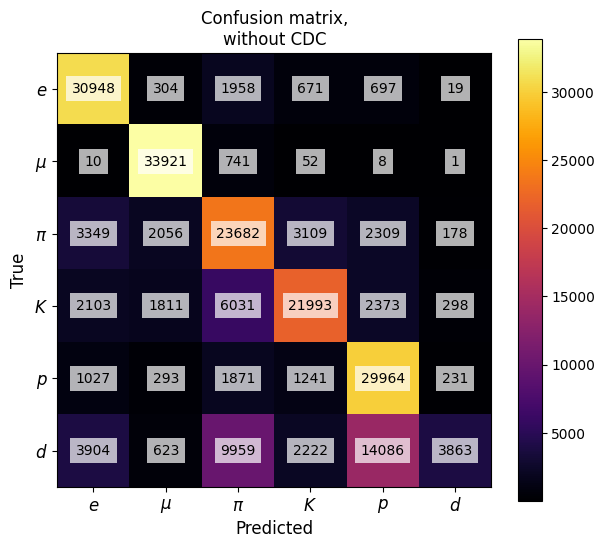 Confusion matrix,
without CDC
True
e 30948 304 1958 671 697 19
μ 10 33921 741 52 8 1
π 3349 2056 23682 3109 2309 178
K 2103 1811 6031 21993 2373 298
p 1027 293 1871 1241 29964 231
d 3904 623 9959 2222 14086 3863
e μ π K p d
Predicted
30000
25000
20000
15000
10000
5000